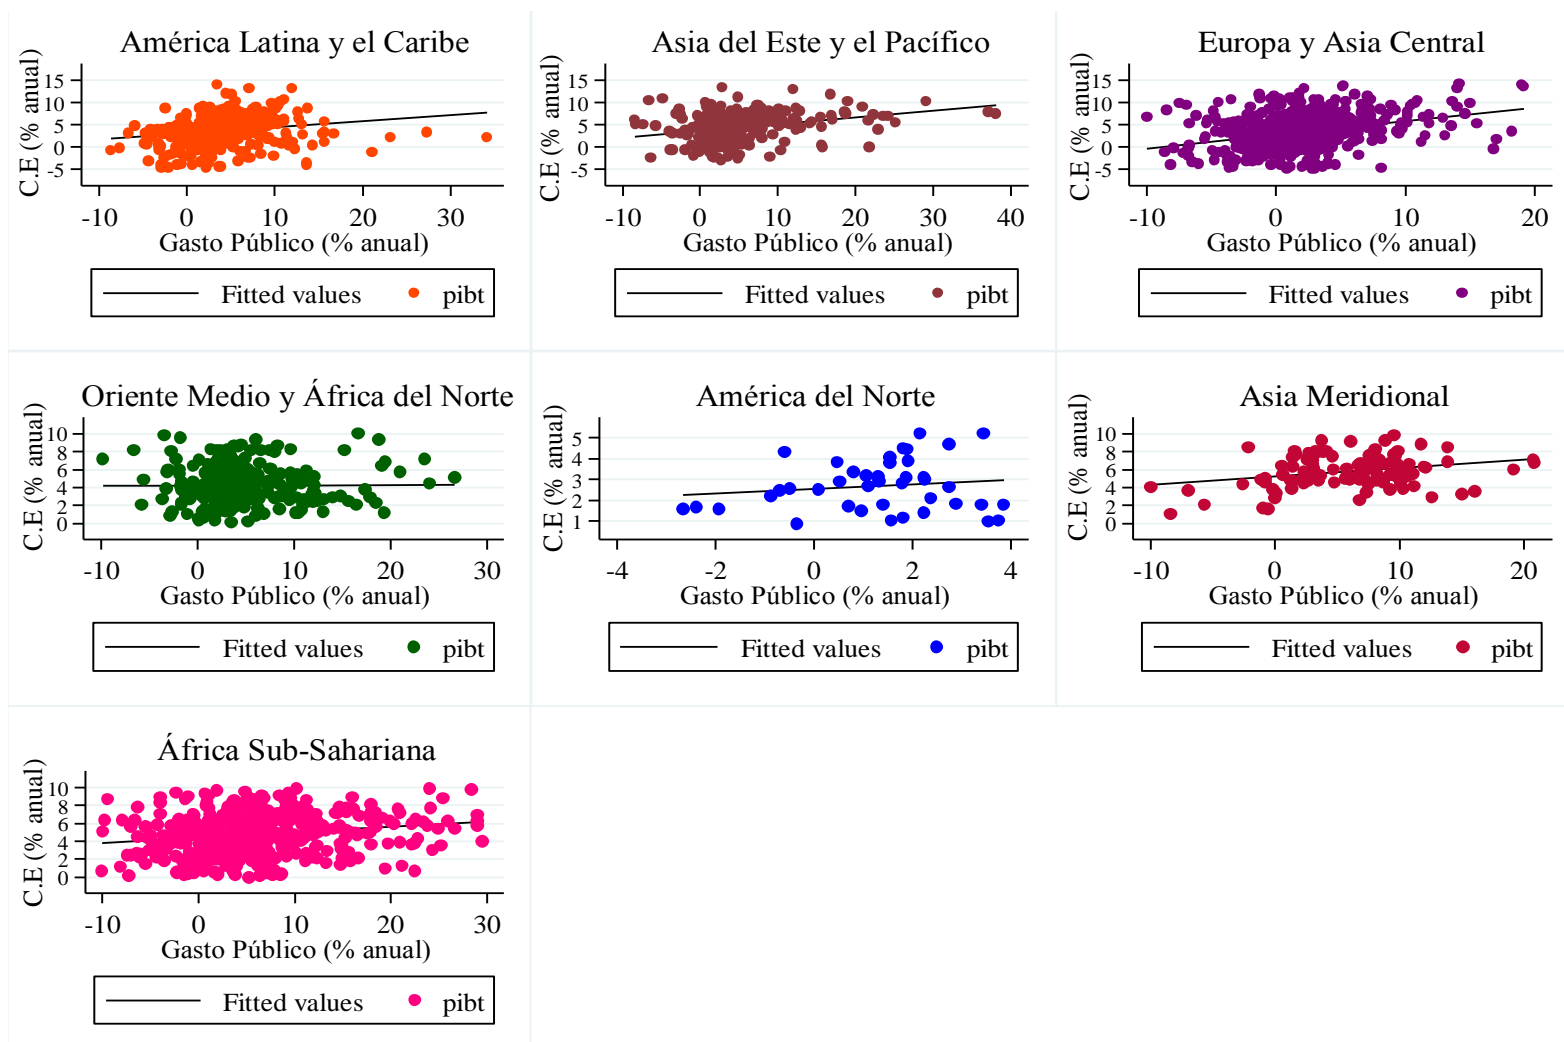 América Latina y el Caribe
C.E (% anual)
15
10
5
0
-5
-10 0 10 20 30
Gasto Público (% anual)
Fitted values pibt
Asia del Este y el Pacífico
C.E (% anual)
15
10
5
0
-5
-10 0 10 20 30 40
Gasto Público (% anual)
Fitted values pibt
Europa y Asia Central
C.E (% anual)
15
10
5
0
-5
-10 0 10 20
Gasto Público (% anual)
Fitted values pibt
Oriente Medio y África del Norte
C.E (% anual)
10
8
6
4
2
0
-10 0 10 20 30
Gasto Público (% anual)
Fitted values pibt
América del Norte
C.E (% anual)
5
4
3
2
1
-4 -2 0 2 4
Gasto Público (% anual)
Fitted values pibt
Asia Meridional
C.E (% anual)
10
8
6
4
2
0
-10 0 10 20
Gasto Público (% anual)
Fitted values pibt
África Sub-Sahariana
C.E (% anual)
10
8
6
4
2
0
-10 0 10 20 30
Gasto Público (% anual)
Fitted values pibt